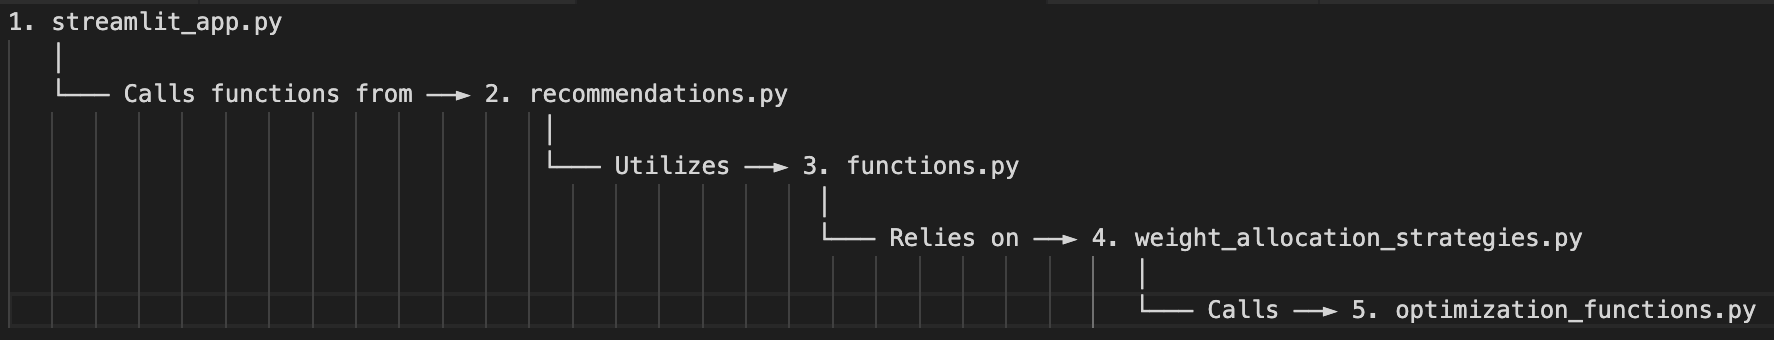 1. streamlit_app.py
Calls functions from ──► 2. recommendations.py
Utilizes ──► 3. functions.py
Relies on ──► 4. weight_allocation_strategies.py
Calls ──► 5. optimization_functions.py